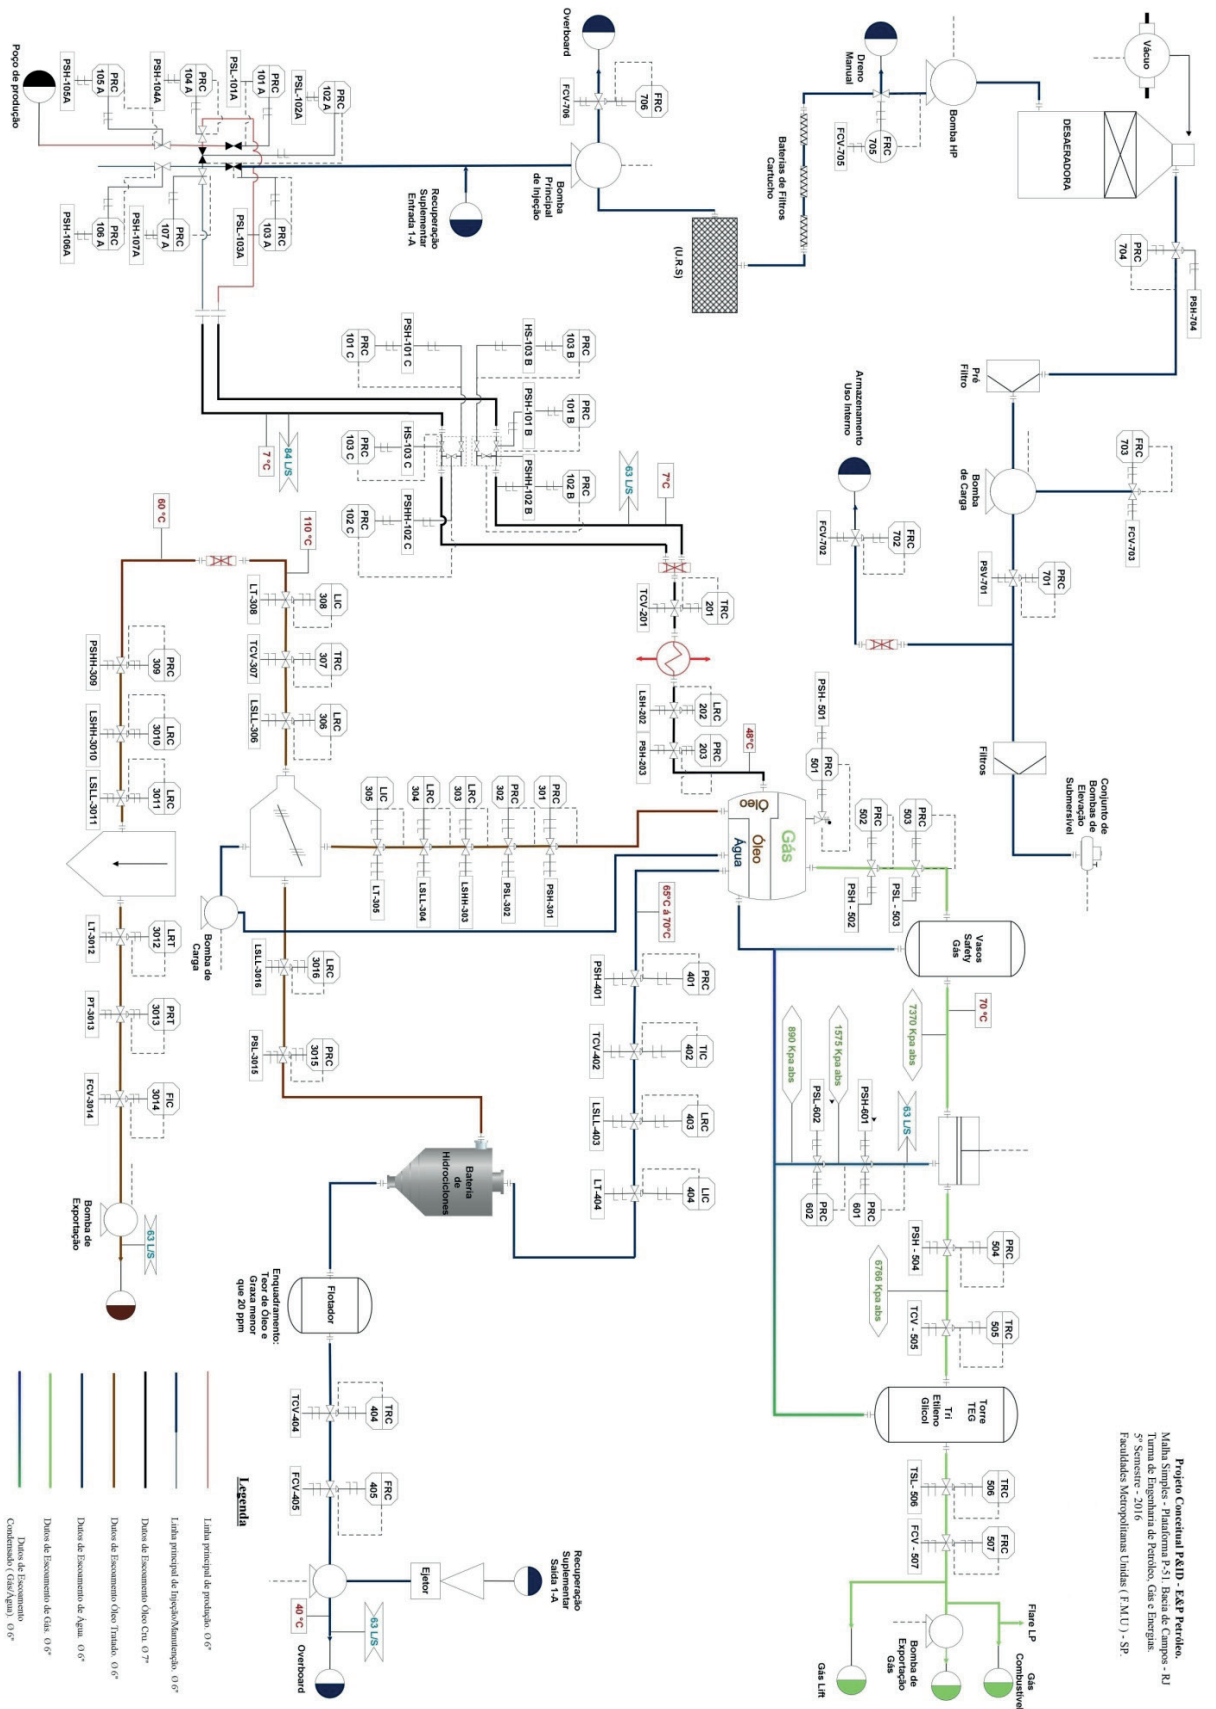 Projeto Conceitual P&ID - E&P Petróleo.
Malha Simples - Plataforma P-51. Bacia de Campos - RJ
Turma de Engenharia de Petróleo, Gás e Energias.
5º Semestre - 2016
Faculdades Metropolitanas Unidas ( F.M.U ) - SP.
Vácuo
DESAERADORA
PSH-704
PRC
704
Bomba HP
Dreno
Manual
FRC
705
FCV-705
Baterias de Filtros
Cartucho
(U.R.S)
Pré
Filtro
Bomba
de Carga
FRC
703
FCV-703
PRC
701
PSV-701
Filtros
Conjunto de
Bombas de
Elevação
Submersível
Armazenamento
Uso Interno
FRC
702
FCV-702
Overboard
FRC
706
FCV-706
Bomba
Principal
de Injeção
Recuperação
Suplementar
Entrada 1-A
Poço de produção
PRC
105 A
PSH-105A
PRC
104 A
PSH-104A
PRC
101 A
PSL-101A
PRC
102 A
PSL-102A
PRC
106 A
PSH-106A
PRC
107 A
PSH-107A
PRC
103 A
PSL-103A
PRC
103 B
HS-103 B
PRC
101 B
PSH-101 B
PRC
102 B
PSHH-102 B
PRC
101 C
PSH-101 C
PRC
103 C
HS-103 C
PRC
102 C
PSHH-102 C
7 ºC
84 L/S
63 L/S
7ºC
TRC
201
TCV-201
LRC
202
LSH-202
PRC
203
PSH-203
48ºC
Óleo
Óleo
Água
Gás
PRC
501
PSH- 501
PRC
502
PSH - 502
PRC
503
PSL - 503
Vasos
Safety
Gás
70 ºC
7370 Kpa abs
1575 Kpa abs
890 Kpa abs
63 L/S
PSH-601
PRC
601
PSL-602
PRC
602
PRC
504
PSH - 504
6766 Kpa abs
TRC
505
TCV - 505
Torre
TEG
Tri
Etileno
Glicol
TRC
506
TSL- 506
FRC
507
FCV - 507
Flare LP
Gás
Combustível
Bomba de
Exportação
Gás
Gás Lift
PRC
301
PSH-301
PRC
302
PSL-302
LRC
303
LSHH-303
LRC
304
LSLL-304
LIC
305
LT-305
LRC
306
LSLL-306
TRC
307
TCV-307
LIC
308
LT-308
110 ºC
60 ºC
PRC
309
PSHH-309
LRC
3010
LSHH-3010
LRC
3011
LSLL-3011
LRT
3012
LT-3012
PRT
3013
PT-3013
FIC
3014
FCV-3014
Bomba de
Exportação
63 L/S
Bomba de
Carga
LRC
3016
LSLL-3016
PRC
3015
PSL-3015
65ºC á 70ºC
PRC
401
PSH-401
TIC
402
TCV-402
LRC
403
LSLL-403
LIC
404
LT-404
Bateria
de
Hidrociclones
Flotador
Enquadramento:
Teor de Óleo e
Graxa menor
que 20 ppm
TRC
404
TCV-404
FRC
405
FCV-405
Ejetor
Recuperação
Suplementar
Saída 1-A
63 L/S
40 ºC
Overboard
Legenda
Linha principal de produção. O 6"
Linha principal de Injeção/Manutenção. O 6"
Dutos de Escoamento Óleo Cru. O 7"
Dutos de Escoamento Óleo Tratado. O 6"
Dutos de Escoamento de Água. O 6"
Dutos de Escoamento de Gás. O 6"
Dutos de Escoamento
Condensado ( Gás/Água). O 6"